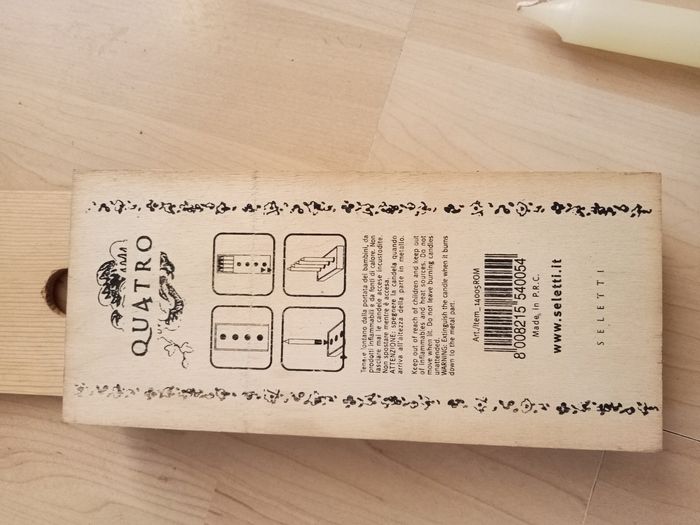 QUATRO
Tenere lontano dalla portata dei bambini, da
prodotti infiammabili e da fonti di calore. Non
lasciare mai le candele accese incustodite.
Non spostare mentre è accesa.
ATTENZIONE: spegnere la candela quando
arriva all'altezza della parte in metallo.
Keep out of reach of children and keep out
of inflammables and heat sources. Do not
move when lit. Do not leave burning candles
unattended.
WARNING: Extinguish the candle when it burns
down to the metal part.
Art./Item. 14005ROM
8 008215 540054
Made in P.R.C.
www.seletti.it
SELETTI